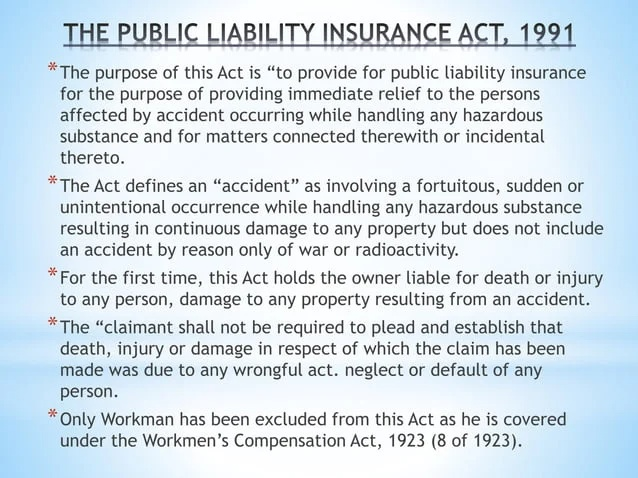 THE PUBLIC LIABILITY INSURANCE ACT, 1991
* The purpose of this Act is “to provide for public liability insurance
for the purpose of providing immediate relief to the persons
affected by accident occurring while handling any hazardous
substance and for matters connected therewith or incidental
thereto.
* The Act defines an “accident” as involving a fortuitous, sudden or
unintentional occurrence while handling any hazardous substance
resulting in continuous damage to any property but does not include
an accident by reason only of war or radioactivity.
* For the first time, this Act holds the owner liable for death or injury
to any person, damage to any property resulting from an accident.
* The “claimant shall not be required to plead and establish that
death, injury or damage in respect of which the claim has been
made was due to any wrongful act. neglect or default of any
person.
* Only Workman has been excluded from this Act as he is covered
under the Workmen’s Compensation Act, 1923 (8 of 1923).